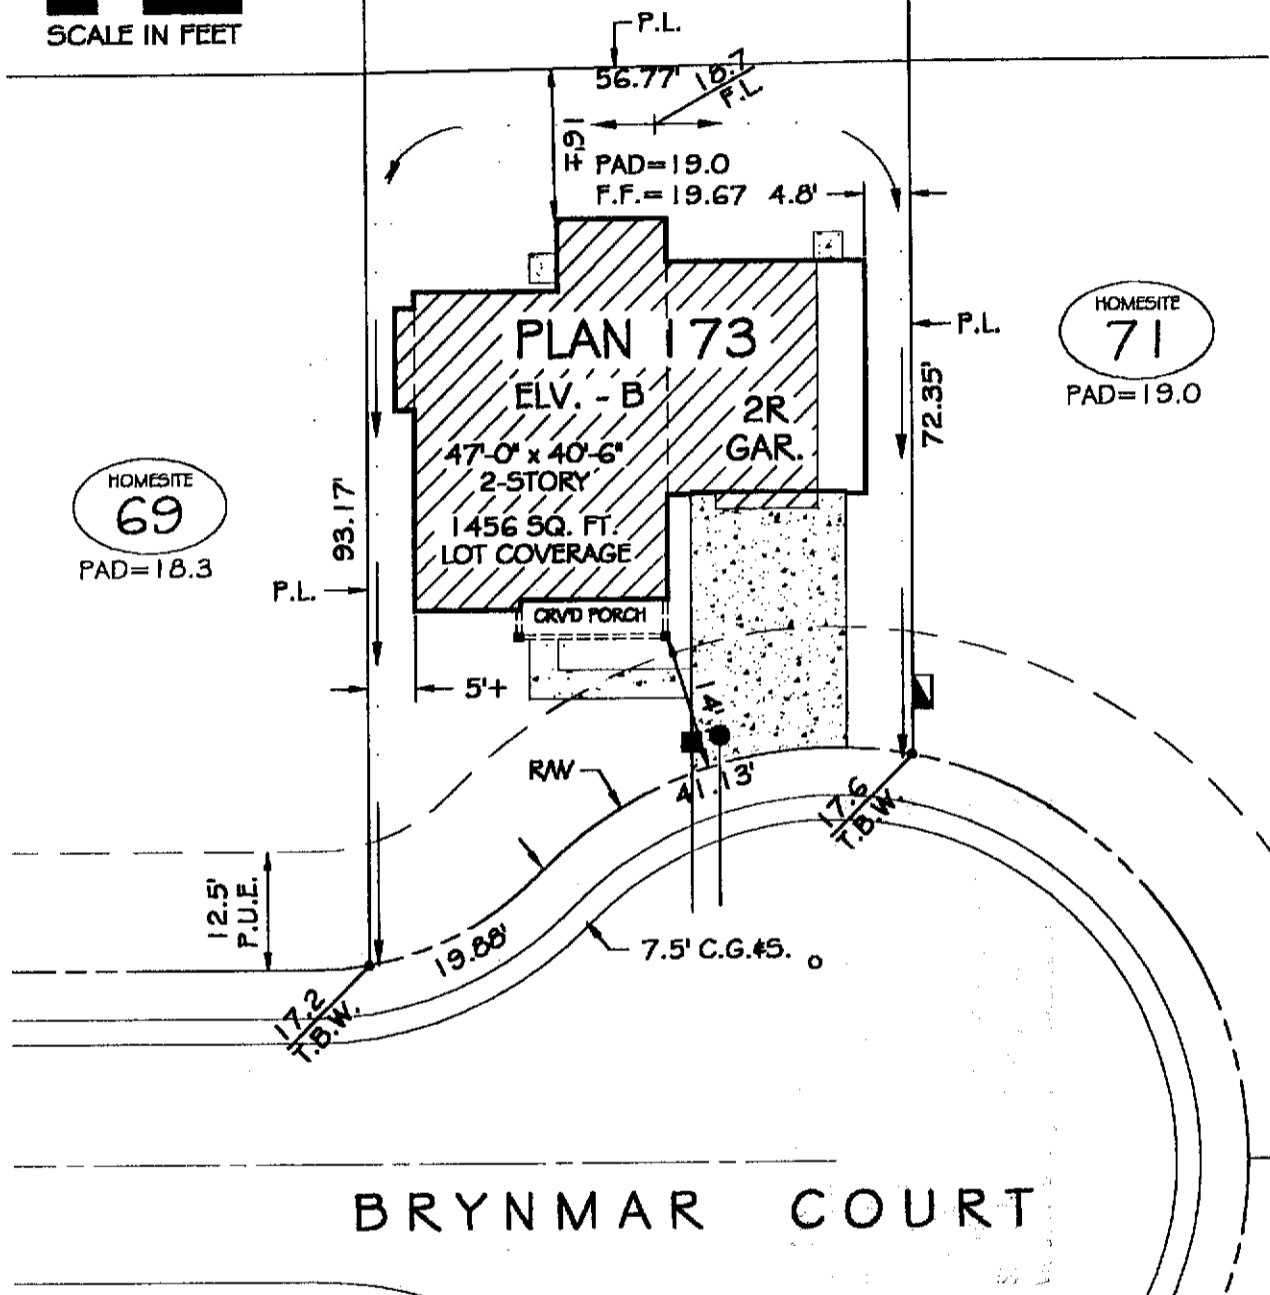 SCALE IN FEET
P.L.
56.77'
18.7
F.L
16'±
PAD=19.0
F.F.=19.67 4.8'
PLAN 173
ELV. - B
2R
GAR.
47'-0" x 40'-6"
2-STORY
1456 SQ. FT.
LOT COVERAGE
CRV'D PORCH
HOMESITE
71
PAD=19.0
P.L.
72.35'
HOMESITE
69
PAD=18.3
93.17'
P.L.
5'+
14'
R/W
41.13'
17.6
T.B.W.
12.5'
P.U.E.
19.88'
7.5' C.G.&S.
17.2
T.B.W.
BRYNMAR COURT